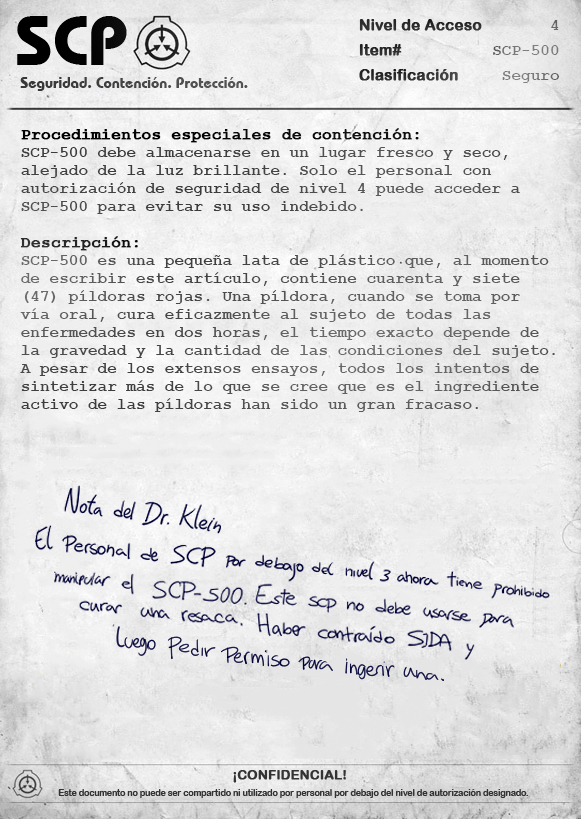 SCP
Seguridad. Contención. Protección.
Nivel de Acceso 4
Item# SCP-500
Clasificación Seguro
Procedimientos especiales de contención:
SCP-500 debe almacenarse en un lugar fresco y seco,
alejado de la luz brillante. Solo el personal con
autorización de seguridad de nivel 4 puede acceder a
SCP-500 para evitar su uso indebido.
Descripción:
SCP-500 es una pequeña lata de plástico que, al momento
de escribir este artículo, contiene cuarenta y siete
(47) píldoras rojas. Una píldora, cuando se toma por
vía oral, cura eficazmente al sujeto de todas las
enfermedades en dos horas, el tiempo exacto depende de
la gravedad y la cantidad de las condiciones del sujeto.
A pesar de los extensos ensayos, todos los intentos de
sintetizar más de lo que se cree que es el ingrediente
activo de las píldoras han sido un gran fracaso.
Nota del Dr. Klein
El Personal de SCP por debajo del nivel 3 ahora tiene prohibido
manipular el SCP-500. Este scp no debe usarse para
curar una resaca. Haber contraído SIDA y
luego Pedir Permiso para ingerir una.
¡CONFIDENCIAL!
Este documento no puede ser compartido ni utilizado por personal por debajo del nivel de autorización designado.